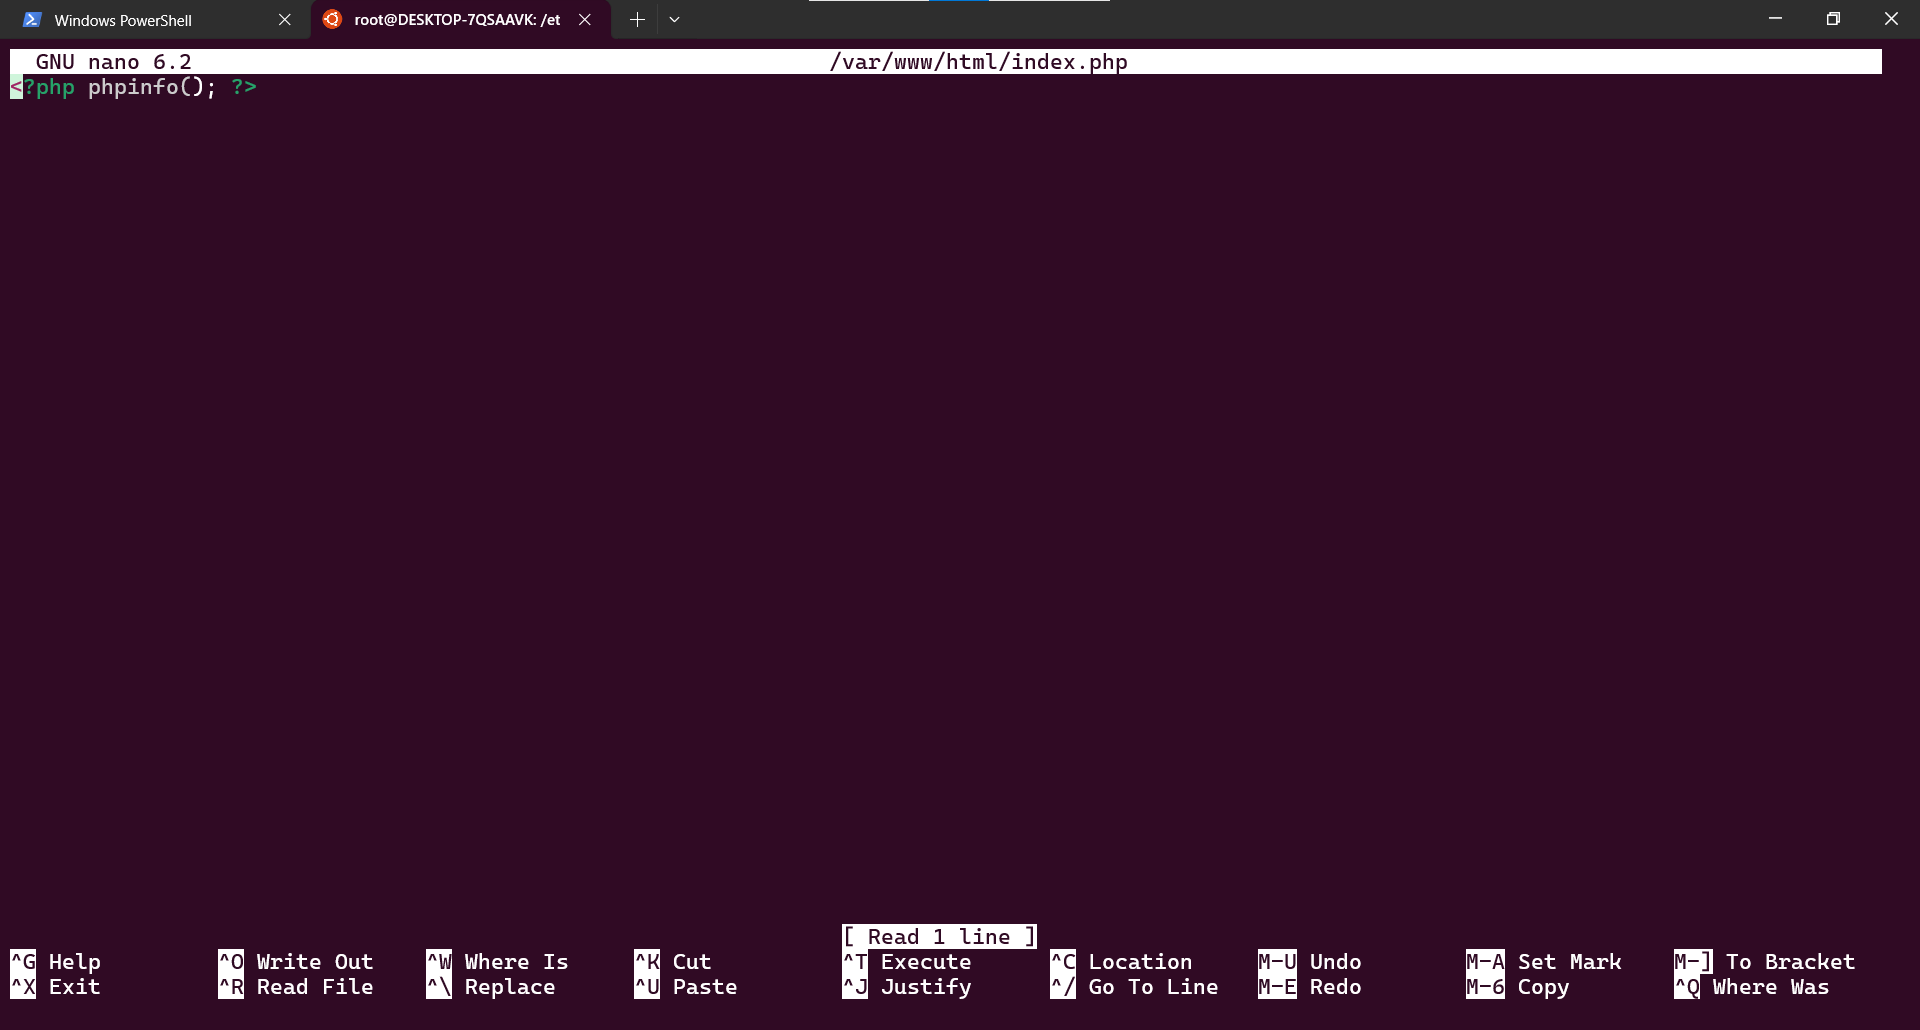 Windows PowerShell root@DESKTOP-7QSAAVK: /et
GNU nano 6.2 /var/www/html/index.php
<?php phpinfo(); ?>
[ Read 1 line ]
^G Help ^O Write Out ^W Where Is ^K Cut ^T Execute ^C Location M-U Undo M-A Set Mark M-] To Bracket
^X Exit ^R Read File ^\ Replace ^U Paste ^J Justify ^/ Go To Line M-E Redo M-6 Copy ^Q Where Was